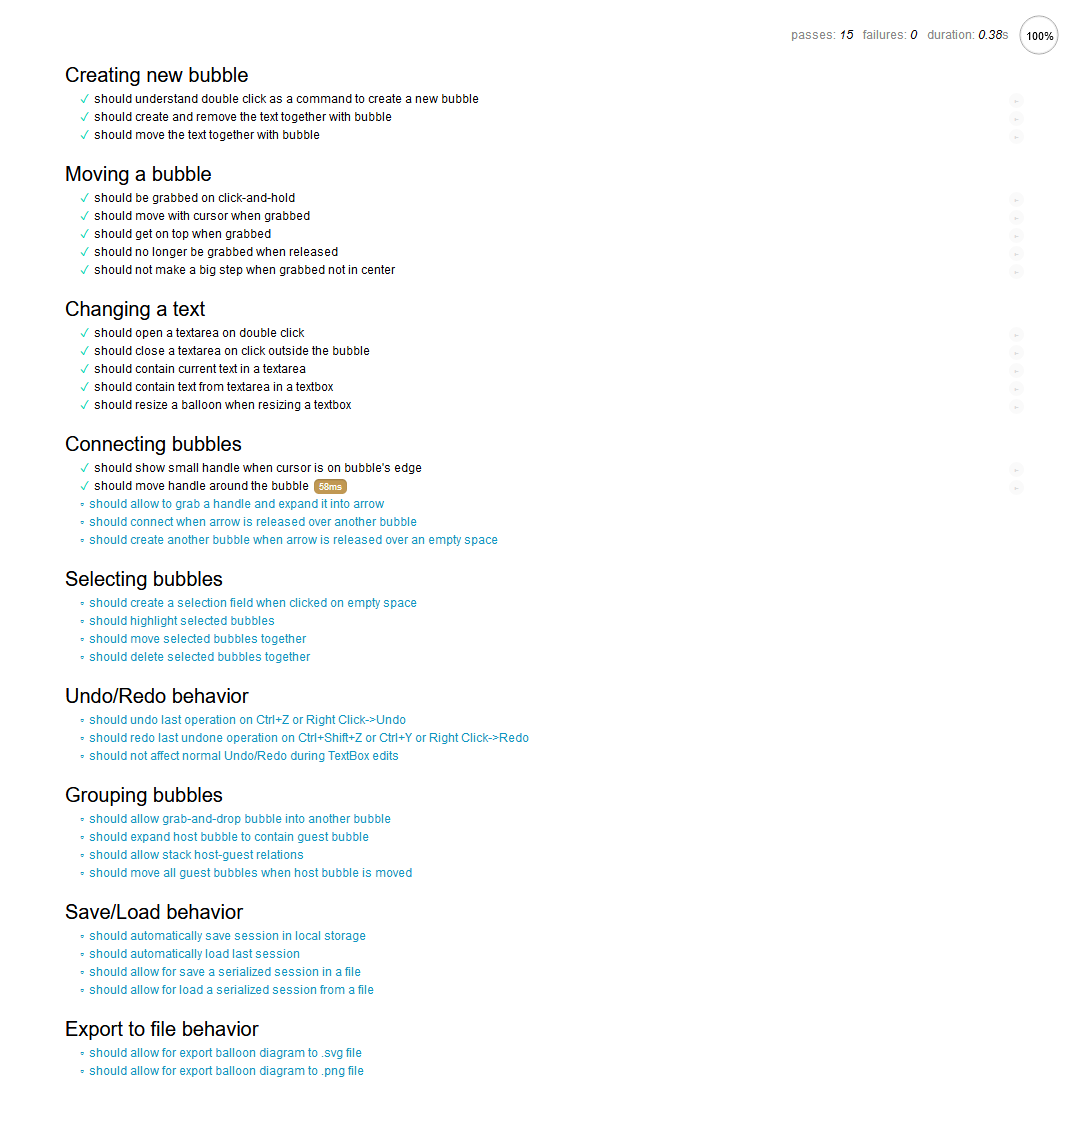 passes: 15 failures: 0 duration: 0.38s 100%
Creating new bubble
✓ should understand double click as a command to create a new bubble
✓ should create and remove the text together with bubble
✓ should move the text together with bubble
Moving a bubble
✓ should be grabbed on click-and-hold
✓ should move with cursor when grabbed
✓ should get on top when grabbed
✓ should no longer be grabbed when released
✓ should not make a big step when grabbed not in center
Changing a text
✓ should open a textarea on double click
✓ should close a textarea on click outside the bubble
✓ should contain current text in a textarea
✓ should contain text from textarea in a textbox
✓ should resize a balloon when resizing a textbox
Connecting bubbles
✓ should show small handle when cursor is on bubble's edge
✓ should move handle around the bubble 58ms
should allow to grab a handle and expand it into arrow
should connect when arrow is released over another bubble
should create another bubble when arrow is released over an empty space
Selecting bubbles
should create a selection field when clicked on empty space
should highlight selected bubbles
should move selected bubbles together
should delete selected bubbles together
Undo/Redo behavior
should undo last operation on Ctrl+Z or Right Click->Undo
should redo last undone operation on Ctrl+Shift+Z or Ctrl+Y or Right Click->Redo
should not affect normal Undo/Redo during TextBox edits
Grouping bubbles
should allow grab-and-drop bubble into another bubble
should expand host bubble to contain guest bubble
should allow stack host-guest relations
should move all guest bubbles when host bubble is moved
Save/Load behavior
should automatically save session in local storage
should automatically load last session
should allow for save a serialized session in a file
should allow for load a serialized session from a file
Export to file behavior
should allow for export balloon diagram to .svg file
should allow for export balloon diagram to .png file